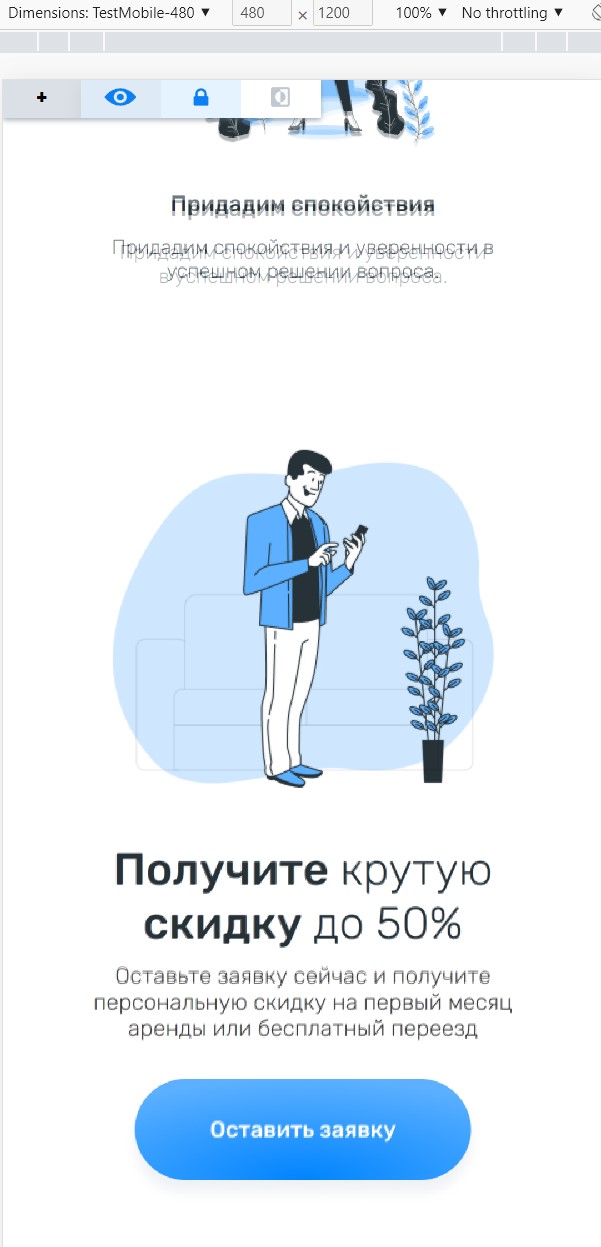 Dimensions: TestMobile-480 ▼ 480 × 1200 100% ▼ No throttling ▼
Придадим спокойствия
Придадим спокойствия и уверенности в
успешном решении вопроса.
Получите крутую
скидку до 50%
Оставьте заявку сейчас и получите
персональную скидку на первый месяц
аренды или бесплатный переезд
Оставить заявку